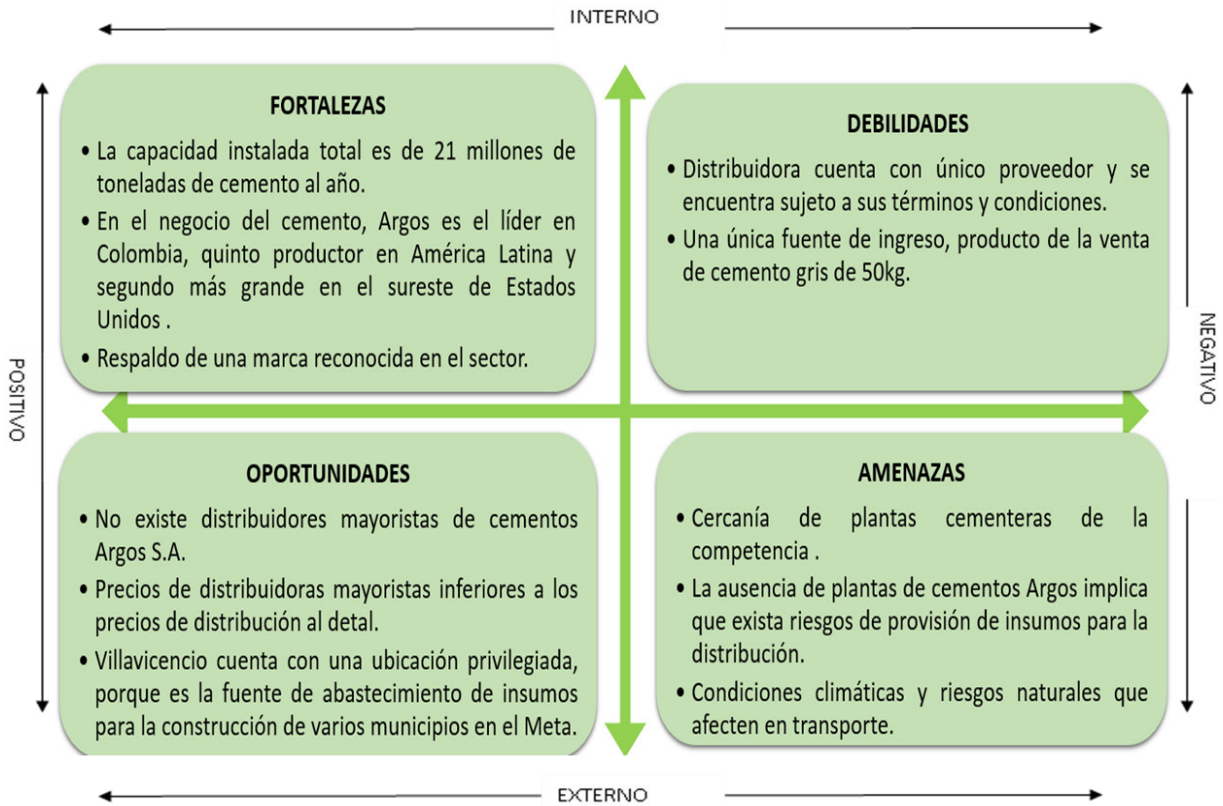 INTERNO
FORTALEZAS
• La capacidad instalada total es de 21 millones de
toneladas de cemento al año.
• En el negocio del cemento, Argos es el líder en
Colombia, quinto productor en América Latina y
segundo más grande en el sureste de Estados
Unidos .
• Respaldo de una marca reconocida en el sector.
DEBILIDADES
• Distribuidora cuenta con único proveedor y se
encuentra sujeto a sus términos y condiciones.
• Una única fuente de ingreso, producto de la venta
de cemento gris de 50kg.
POSITIVO
NEGATIVO
OPORTUNIDADES
• No existe distribuidores mayoristas de cementos
Argos S.A.
• Precios de distribuidoras mayoristas inferiores a los
precios de distribución al detal.
• Villavicencio cuenta con una ubicación privilegiada,
porque es la fuente de abastecimiento de insumos
para la construcción de varios municipios en el Meta.
AMENAZAS
• Cercanía de plantas cementeras de la
competencia .
• La ausencia de plantas de cementos Argos implica
que exista riesgos de provisión de insumos para la
distribución.
• Condiciones climáticas y riesgos naturales que
afecten en transporte.
EXTERNO